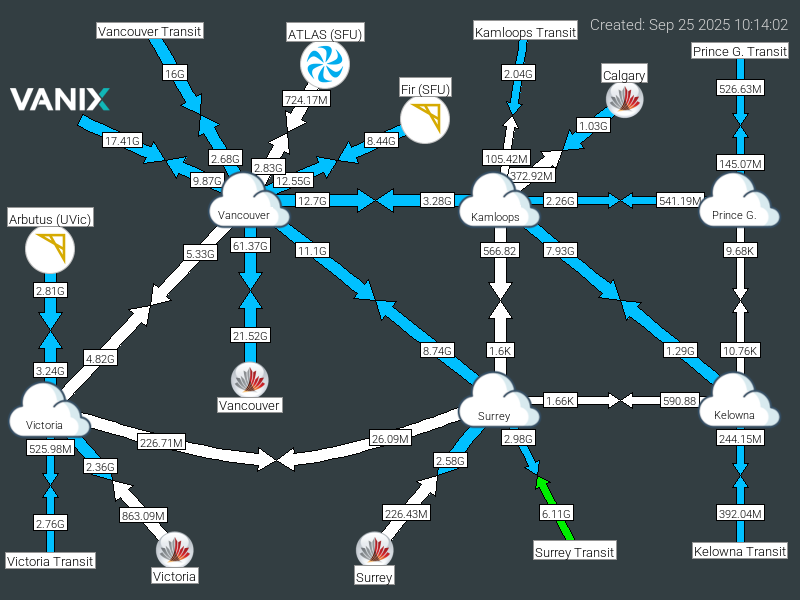 Created: Sep 25 2025 10:14:02
Vancouver Transit
ATLAS (SFU)
Kamloops Transit
Prince G. Transit
16G
2.04G
Calgary
Fir (SFU)
526.63M
VANIX
724.17M
1.03G
17.41G
8.44G
2.68G
105.42M
145.07M
2.83G
9.87G
12.55G
372.92M
12.7G
3.28G
2.26G
541.19M
Vancouver
Kamloops
Prince G.
Arbutus (UVic)
61.37G
11.1G
566.82
7.93G
9.68K
5.33G
2.81G
21.52G
4.82G
8.74G
1.6K
1.29G
10.76K
3.24G
Vancouver
1.66K
590.88
Victoria
Surrey
Kelowna
226.71M
26.09M
2.98G
244.15M
525.98M
2.36G
2.58G
2.76G
863.09M
226.43M
6.11G
392.04M
Victoria Transit
Victoria
Surrey
Surrey Transit
Kelowna Transit